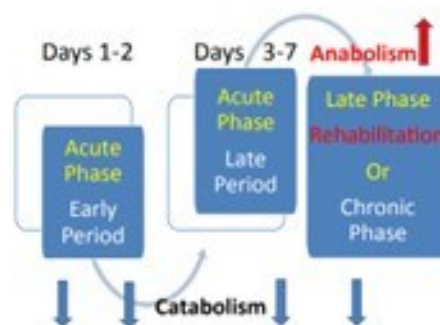 Days 1-2
Acute
Phase
Early
Period
Days 3-7
Acute
Phase
Late
Period
Anabolism
Late Phase
Rehabilitation
Or
Chronic
Phase
Catabolism